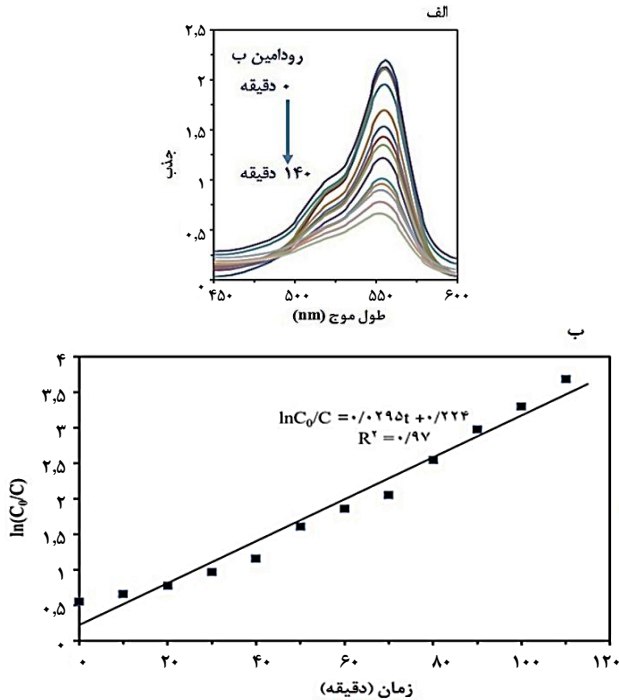 الف
۲,۵
۲
۱,۵
۱
۰,۵
۰
رودامین ب
۰ دقیقه
۱۴۰ دقیقه
جذب
۴۵۰ ۵۰۰ ۵۵۰ ۶۰۰
طول موج (nm)
ب
۴
۳,۵
۳
۲,۵
۲
۱,۵
۱
۰,۵
۰
lnC₀/C =۰/۰۲۹۵t +۰/۲۲۴
R² =۰/۹۷
ln(C₀/C)
۰ ۲۰ ۴۰ ۶۰ ۸۰ ۱۰۰ ۱۲۰
زمان (دقیقه)